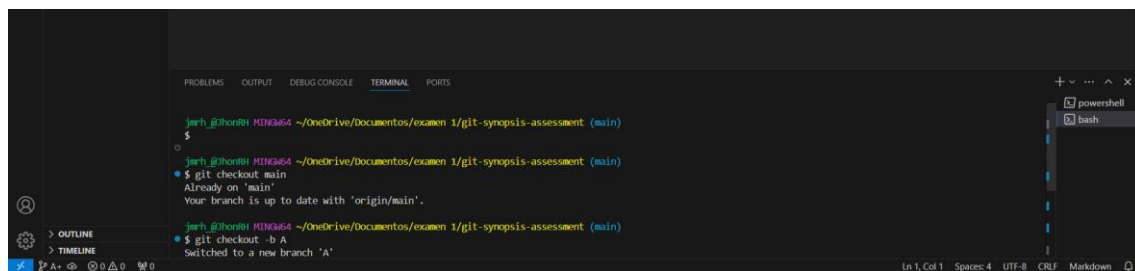 PROBLEMS OUTPUT DEBUG CONSOLE TERMINAL PORTS
powershell
bash
jmrh_@JhonRH MINGW64 ~/OneDrive/Documentos/examen 1/git-synopsis-assessment (main)
$
jmrh_@JhonRH MINGW64 ~/OneDrive/Documentos/examen 1/git-synopsis-assessment (main)
$ git checkout main
Already on 'main'
Your branch is up to date with 'origin/main'.
jmrh_@JhonRH MINGW64 ~/OneDrive/Documentos/examen 1/git-synopsis-assessment (main)
$ git checkout -b A
Switched to a new branch 'A'
> OUTLINE
> TIMELINE
A+ 0 0 0 Ln 1, Col 1 Spaces: 4 UTF-8 CRLF Markdown